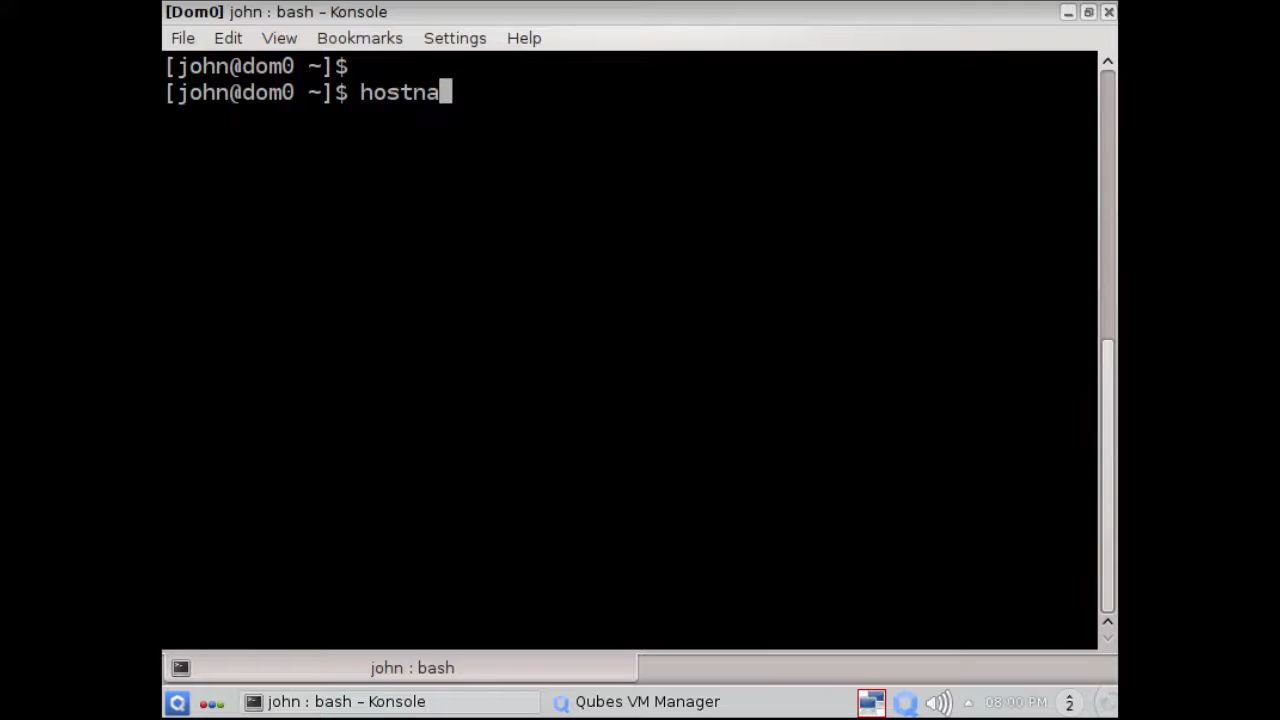 [Dom0] john : bash – Konsole
File Edit View Bookmarks Settings Help
[john@dom0 ~]$
[john@dom0 ~]$ hostna
john : bash
john : bash – Konsole Qubes VM Manager 08:00 PM 2